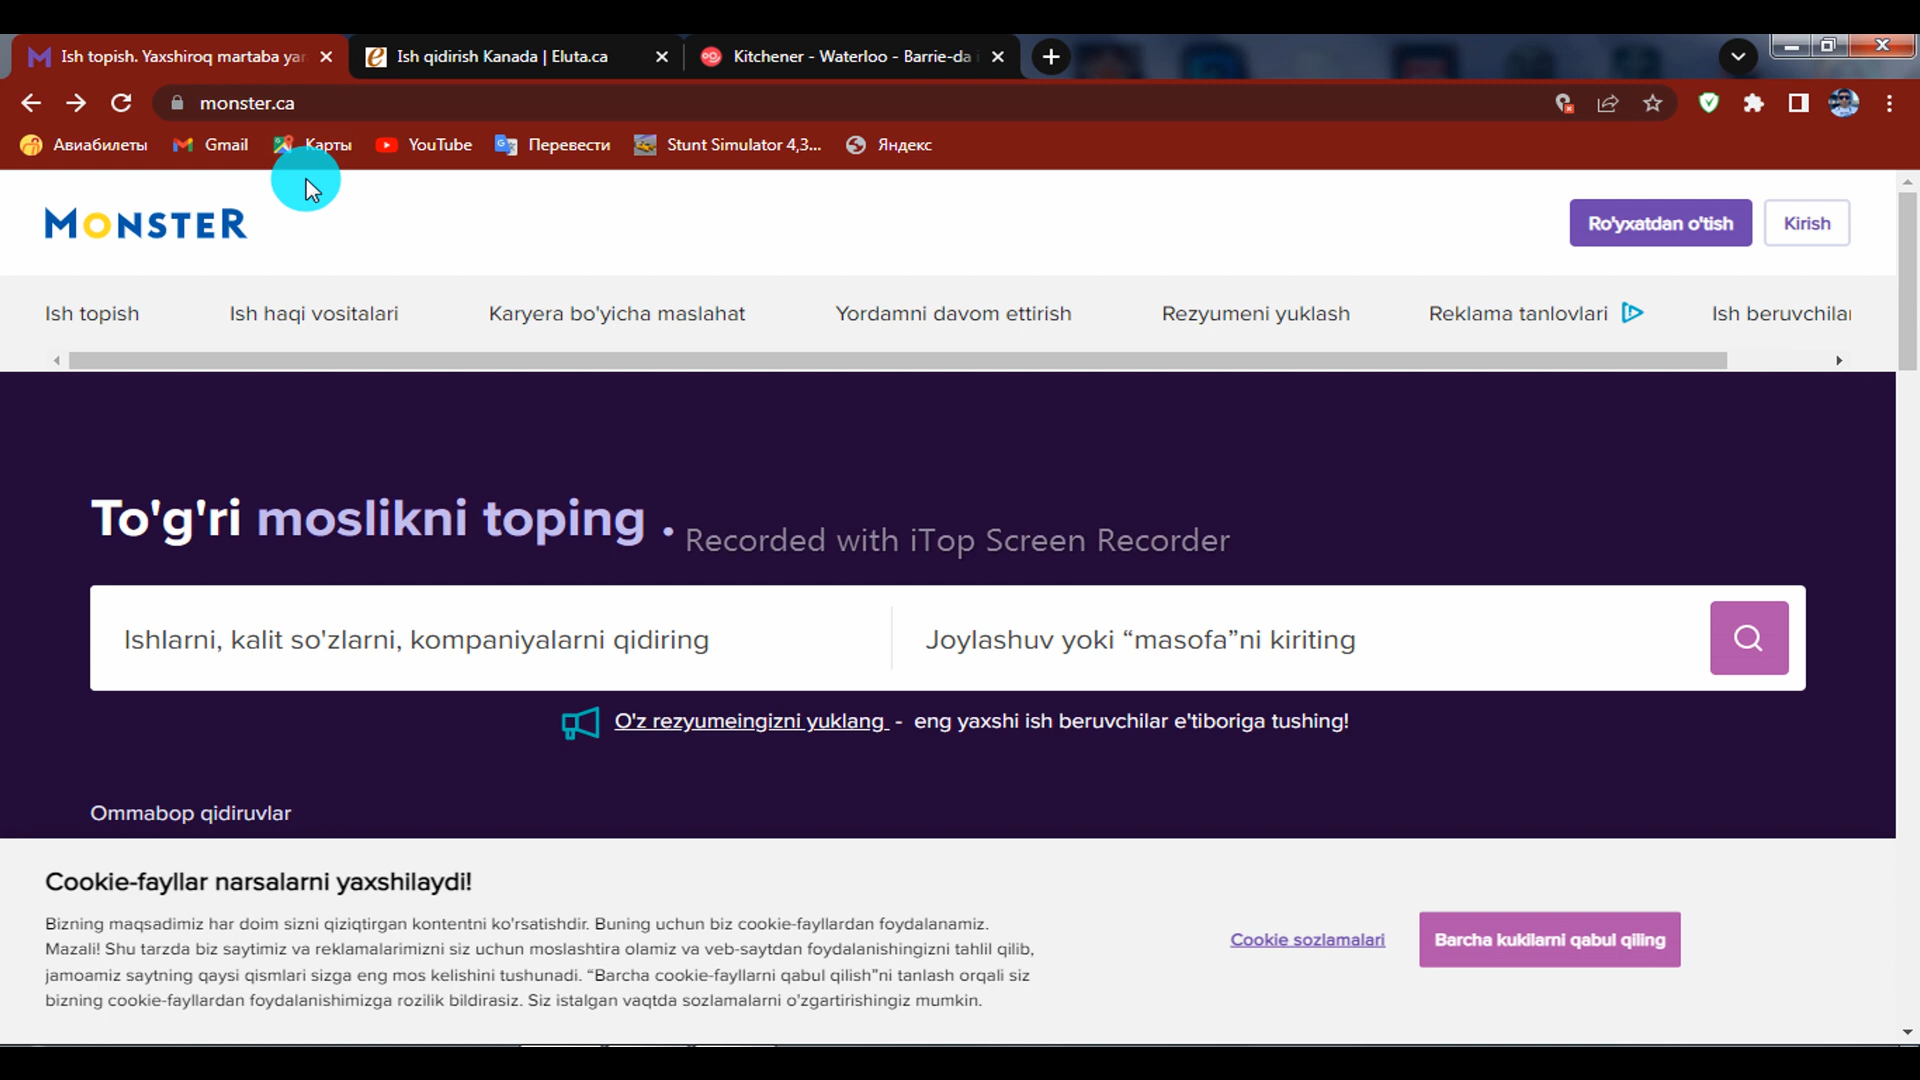 Ish topish. Yaxshiroq martaba yar
Ish qidirish Kanada | Eluta.ca
Kitchener - Waterloo - Barrie-da i
monster.ca
Авиабилеты
Gmail
Карты
YouTube
Перевести
Stunt Simulator 4,3...
Яндекс
MONSTER
Ro'yxatdan o'tish
Kirish
Ish topish
Ish haqi vositalari
Karyera bo'yicha maslahat
Yordamni davom ettirish
Rezyumeni yuklash
Reklama tanlovlari
Ish beruvchilar
To'g'ri moslikni toping .
Recorded with iTop Screen Recorder
Ishlarni, kalit so'zlarni, kompaniyalarni qidiring
Joylashuv yoki “masofa”ni kiriting
O'z rezyumeingizni yuklang - eng yaxshi ish beruvchilar e'tiboriga tushing!
Ommabop qidiruvlar
Cookie-fayllar narsalarni yaxshilaydi!
Bizning maqsadimiz har doim sizni qiziqtirgan kontentni ko'rsatishdir. Buning uchun biz cookie-fayllardan foydalanamiz.
Mazali! Shu tarzda biz saytimiz va reklamalarimizni siz uchun moslashtira olamiz va veb-saytdan foydalanishingizni tahlil qilib,
jamoamiz saytning qaysi qismlari sizga eng mos kelishini tushunadi. “Barcha cookie-fayllarni qabul qilish”ni tanlash orqali siz
bizning cookie-fayllardan foydalanishimizga rozilik bildirasiz. Siz istalgan vaqtda sozlamalarni o'zgartirishingiz mumkin.
Cookie sozlamalari
Barcha kukilarni qabul qiling